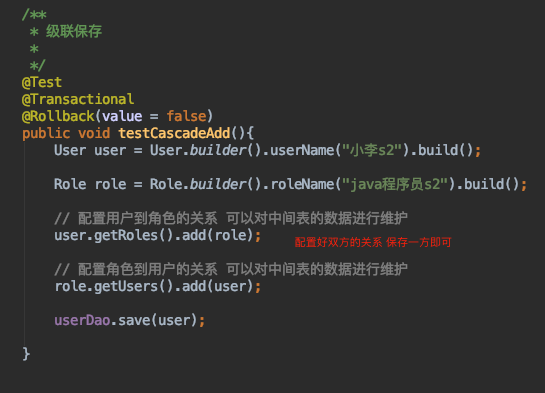 /**
 * 级联保存
 *
 */
@Test
@Transactional
@Rollback(value = false)
public void testCascadeAdd(){
    User user = User.builder().userName("小李s2").build();
    Role role = Role.builder().roleName("java程序员s2").build();
    // 配置用户到角色的关系 可以对中间表的数据进行维护
    user.getRoles().add(role); 配置好双方的关系 保存一方即可
    // 配置角色到用户的关系 可以对中间表的数据进行维护
    role.getUsers().add(user);
    userDao.save(user);
}